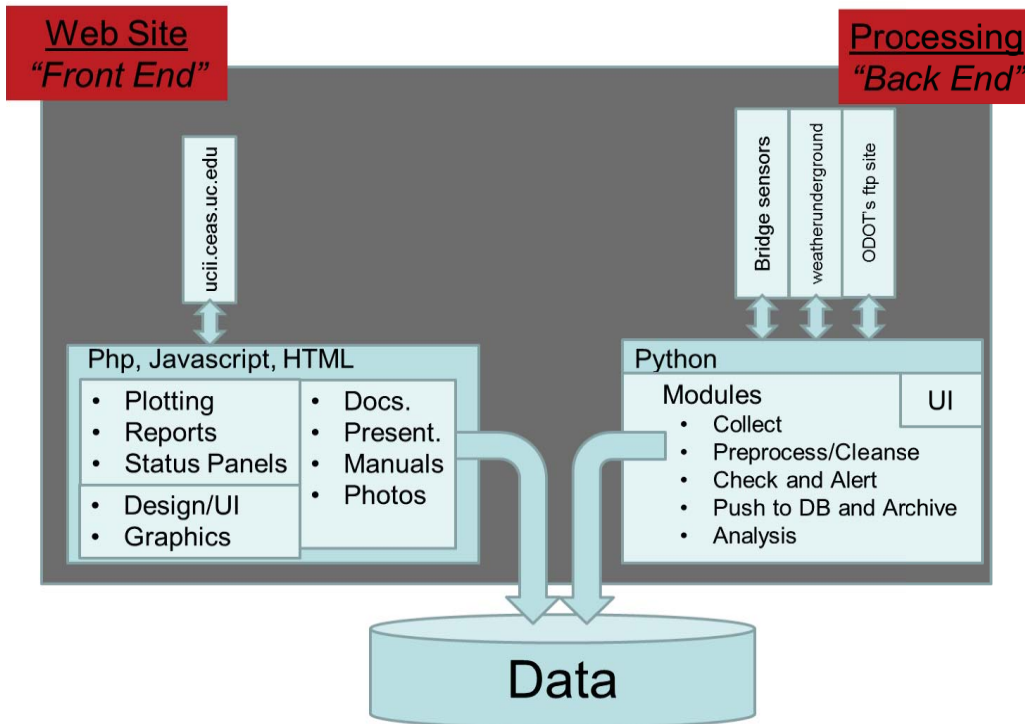 Web Site
“Front End”
Processing
“Back End”
ucii.ceas.uc.edu
Bridge sensors
weatherunderground
ODOT's ftp site
Php, Javascript, HTML
• Plotting
• Reports
• Status Panels
• Design/UI
• Graphics
• Docs.
• Present.
• Manuals
• Photos
Python
UI
Modules
• Collect
• Preprocess/Cleanse
• Check and Alert
• Push to DB and Archive
• Analysis
Data